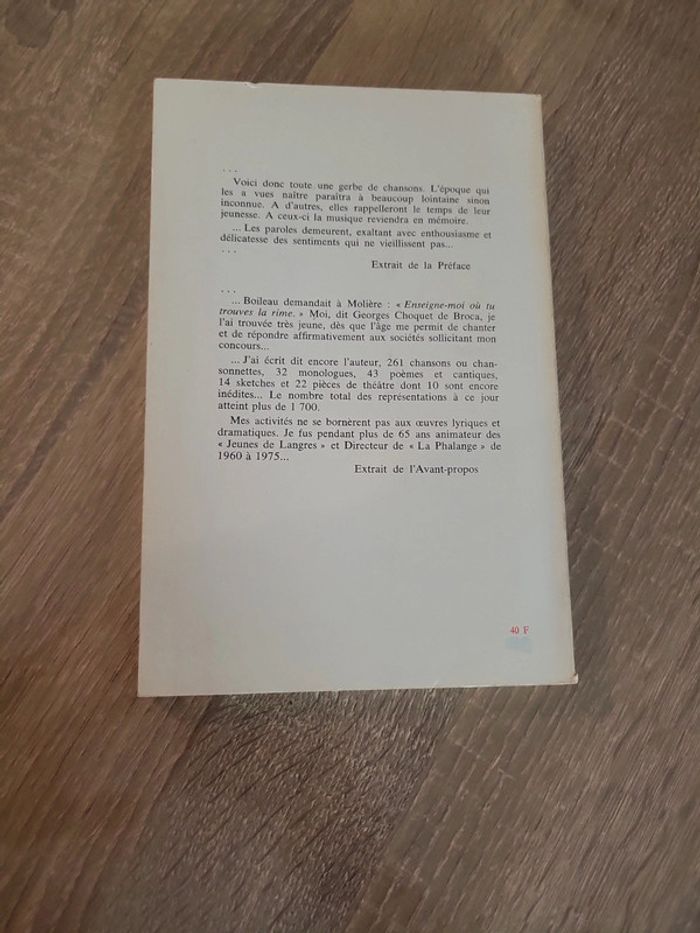 ...
Voici donc toute une gerbe de chansons. L'époque qui
les a vues naître paraîtra à beaucoup lointaine sinon
inconnue. A d'autres, elles rappelleront le temps de leur
jeunesse. A ceux-ci la musique reviendra en mémoire.
... Les paroles demeurent, exaltant avec enthousiasme et
délicatesse des sentiments qui ne vieillissent pas...
...
Extrait de la Préface
...
... Boileau demandait à Molière : « Enseigne-moi où tu
trouves la rime. » Moi, dit Georges Choquet de Broca, je
l'ai trouvée très jeune, dès que l'âge me permit de chanter
et de répondre affirmativement aux sociétés sollicitant mon
concours...
... J'ai écrit dit encore l'auteur, 261 chansons ou chan-
sonnettes, 32 monologues, 43 poèmes et cantiques,
14 sketches et 22 pièces de théâtre dont 10 sont encore
inédites... Le nombre total des représentations à ce jour
atteint plus de 1 700.
Mes activités ne se bornèrent pas aux œuvres lyriques et
dramatiques. Je fus pendant plus de 65 ans animateur des
« Jeunes de Langres » et Directeur de « La Phalange » de
1960 à 1975...
Extrait de l'Avant-propos
40 F